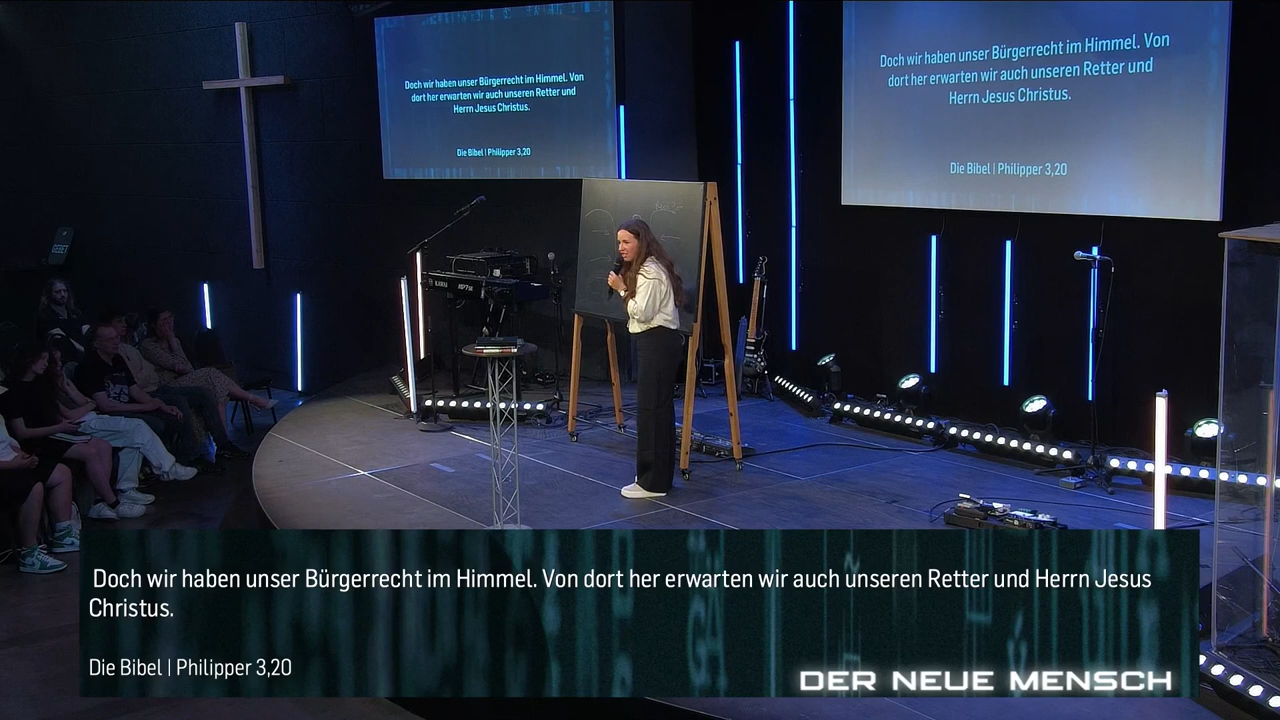 Doch wir haben unser Bürgerrecht im Himmel. Von
dort her erwarten wir auch unseren Retter und
Herrn Jesus Christus.
Die Bibel | Philipper 3,20
Doch wir haben unser Bürgerrecht im Himmel. Von
dort her erwarten wir auch unseren Retter und
Herrn Jesus Christus.
Die Bibel | Philipper 3,20
GEBET
KAWAI
Doch wir haben unser Bürgerrecht im Himmel. Von dort her erwarten wir auch unseren Retter und Herrn Jesus
Christus.
Die Bibel | Philipper 3,20
DER NEUE MENSCH